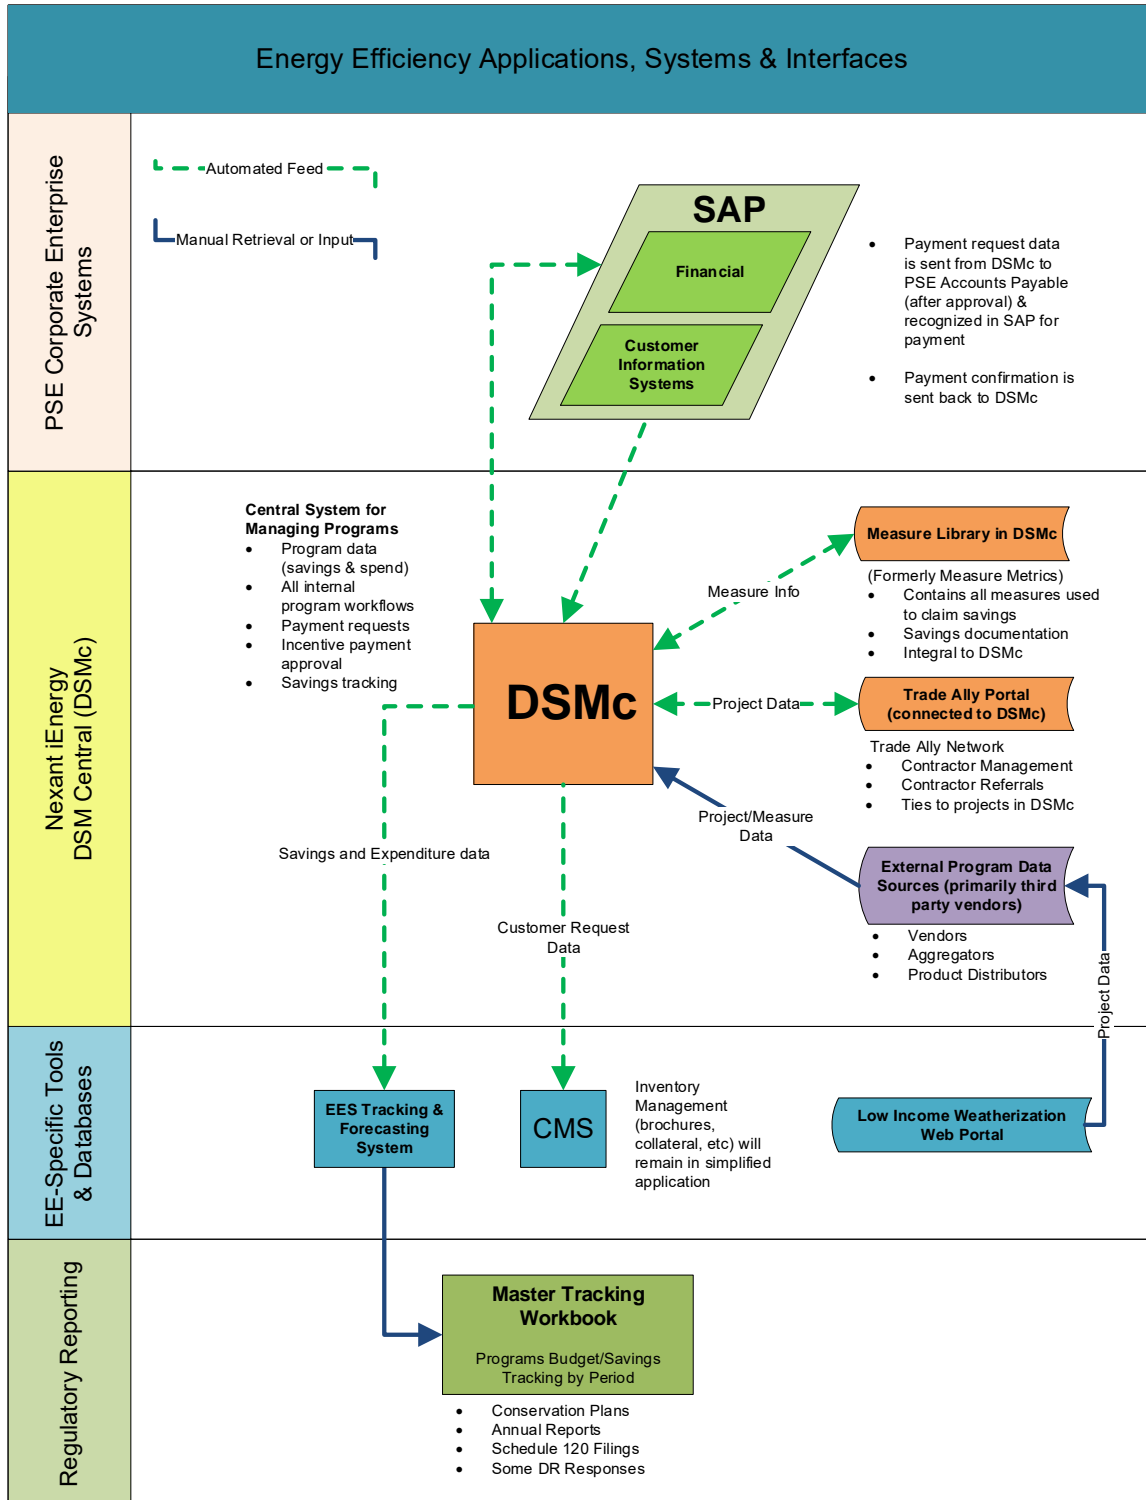 Energy Efficiency Applications, Systems & Interfaces
PSE Corporate Enterprise
Systems
Automated Feed
Manual Retrieval or Input
SAP
Financial
Customer
Information
Systems
• Payment request data
is sent from DSMc to
PSE Accounts Payable
(after approval) &
recognized in SAP for
payment
• Payment confirmation is
sent back to DSMc
Nexant iEnergy
DSM Central (DSMc)
Central System for
Managing Programs
• Program data
(savings & spend)
• All internal
program workflows
• Payment requests
• Incentive payment
approval
• Savings tracking
Measure Info
Measure Library in DSMc
(Formerly Measure Metrics)
• Contains all measures used
to claim savings
• Savings documentation
• Integral to DSMc
DSMc
Project Data
Trade Ally Portal
(connected to DSMc)
Trade Ally Network
• Contractor Management
• Contractor Referrals
• Ties to projects in DSMc
Project/Measure
Data
Savings and Expenditure data
External Program Data
Sources (primarily third
party vendors)
• Vendors
• Aggregators
• Product Distributors
Customer Request
Data
Project Data
EE-Specific Tools
& Databases
EES Tracking &
Forecasting
System
CMS
Inventory
Management
(brochures,
collateral, etc) will
remain in simplified
application
Low Income Weatherization
Web Portal
Regulatory Reporting
Master Tracking
Workbook
Programs Budget/Savings
Tracking by Period
• Conservation Plans
• Annual Reports
• Schedule 120 Filings
• Some DR Responses